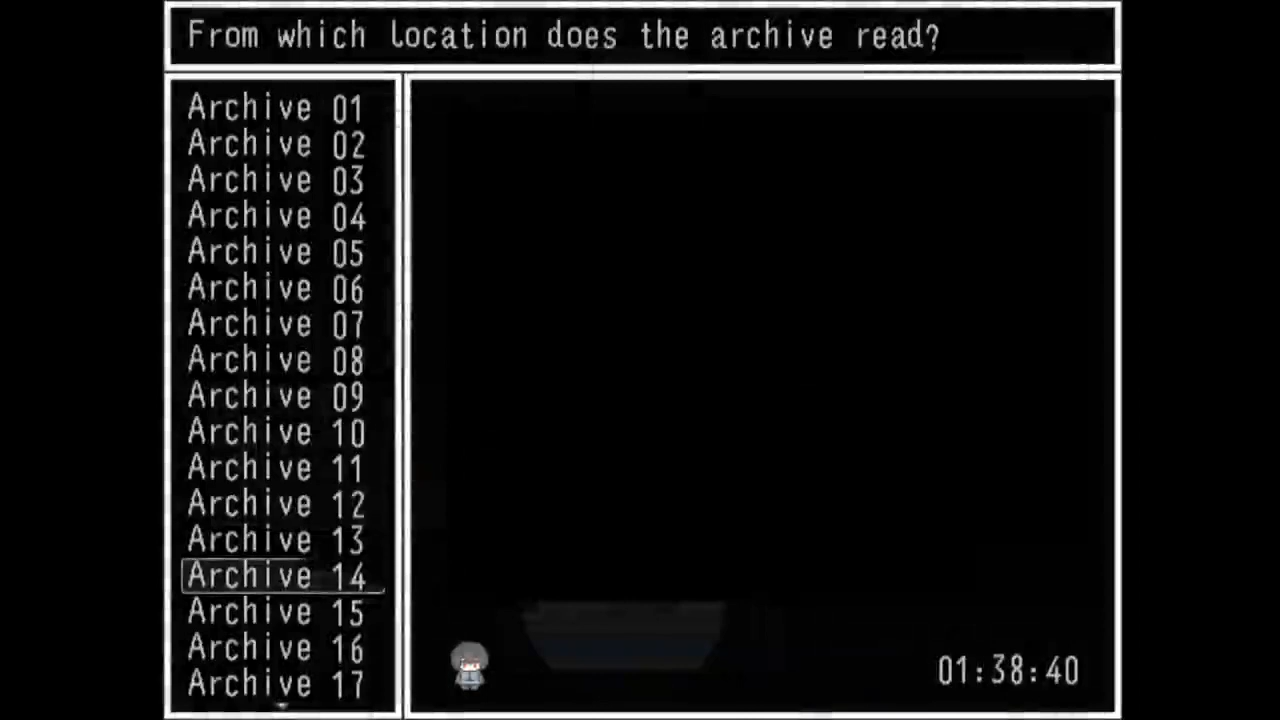 From which location does the archive read?
Archive 01
Archive 02
Archive 03
Archive 04
Archive 05
Archive 06
Archive 07
Archive 08
Archive 09
Archive 10
Archive 11
Archive 12
Archive 13
Archive 14
Archive 15
Archive 16
Archive 17
01:38:40